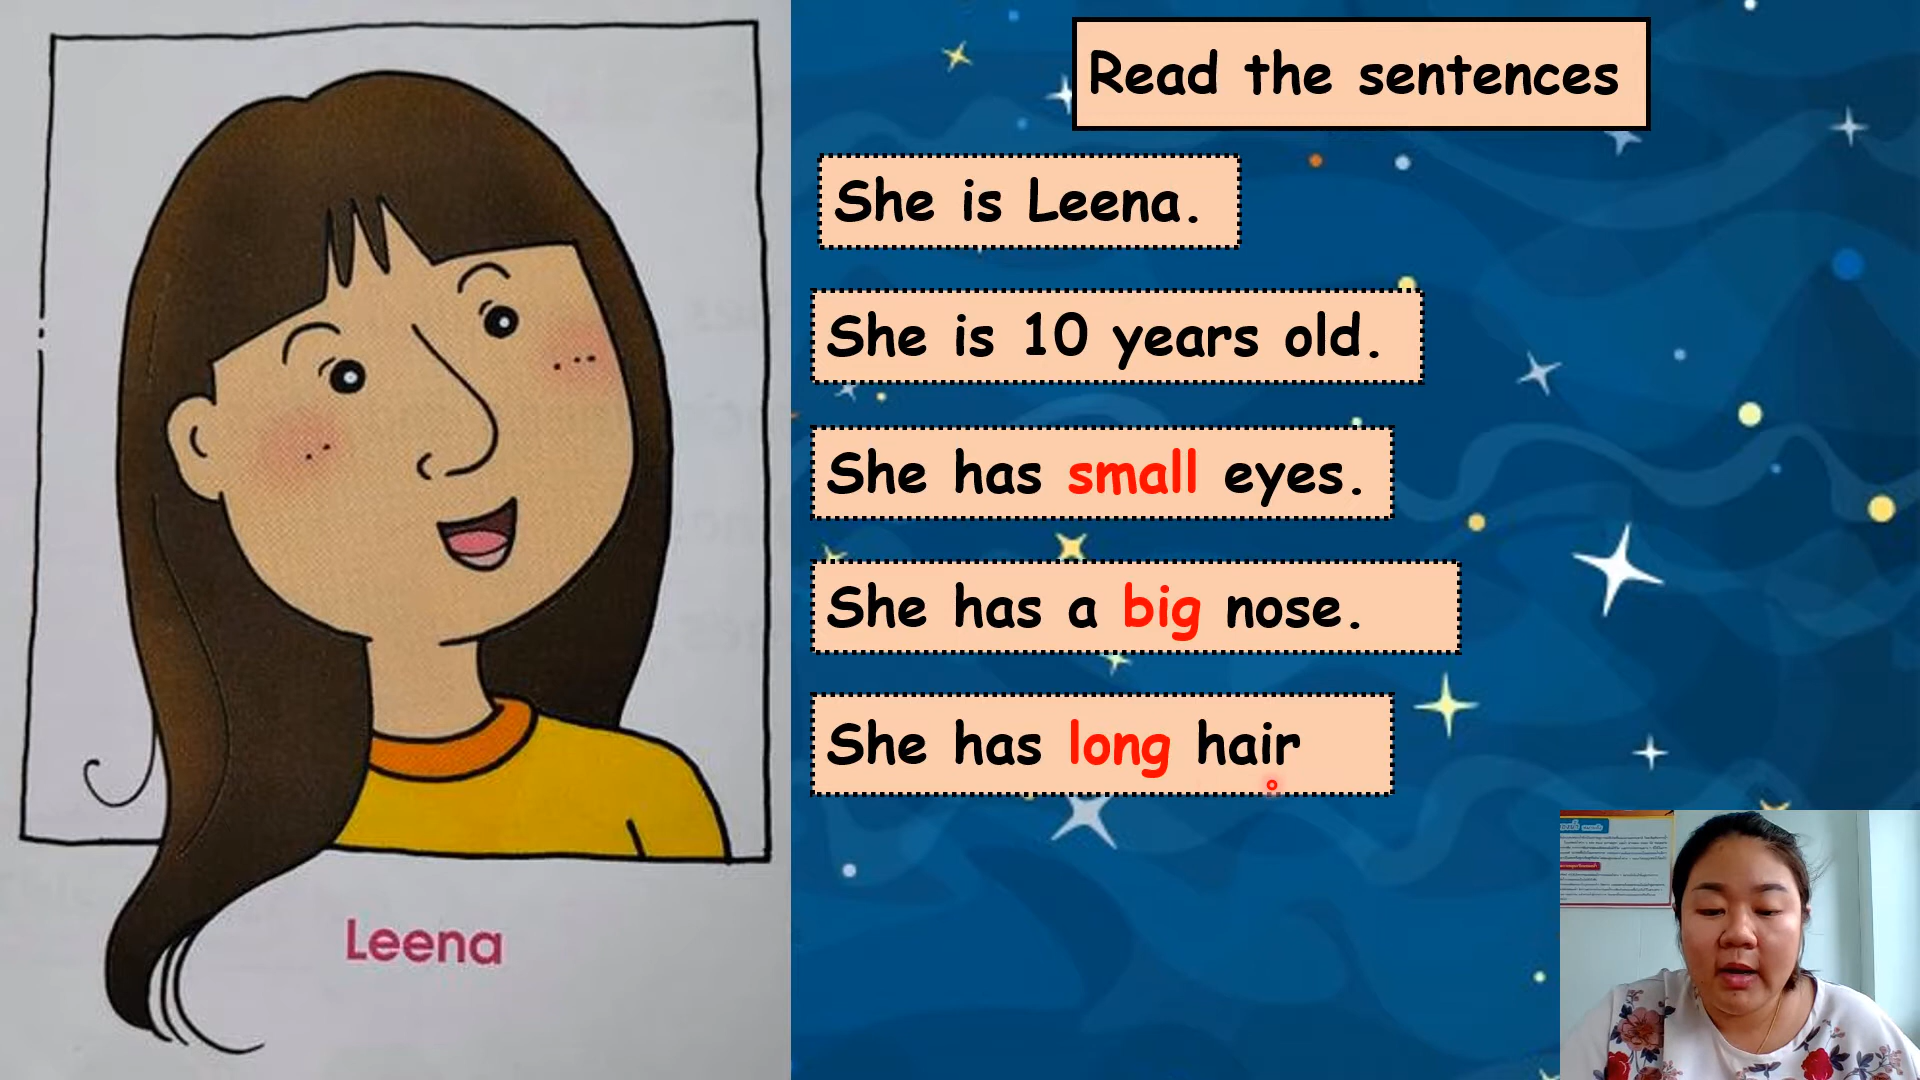 Read the sentences
She is Leena.
She is 10 years old.
She has small eyes.
She has a big nose.
She has long hair
Leena